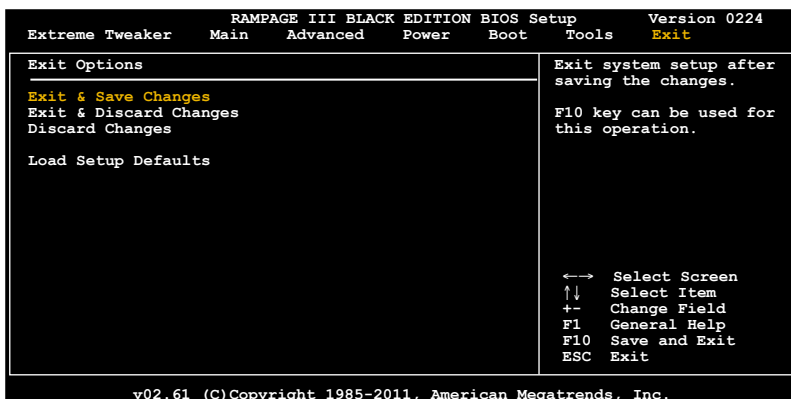 RAMPAGE III BLACK EDITION BIOS Setup Version 0224
Extreme Tweaker Main Advanced Power Boot Tools Exit
Exit Options
Exit & Save Changes
Exit & Discard Changes
Discard Changes
Load Setup Defaults
Exit system setup after
saving the changes.
F10 key can be used for
this operation.
←→ Select Screen
↑↓ Select Item
+- Change Field
F1 General Help
F10 Save and Exit
ESC Exit
v02.61 (C)Copyright 1985-2011, American Megatrends, Inc.